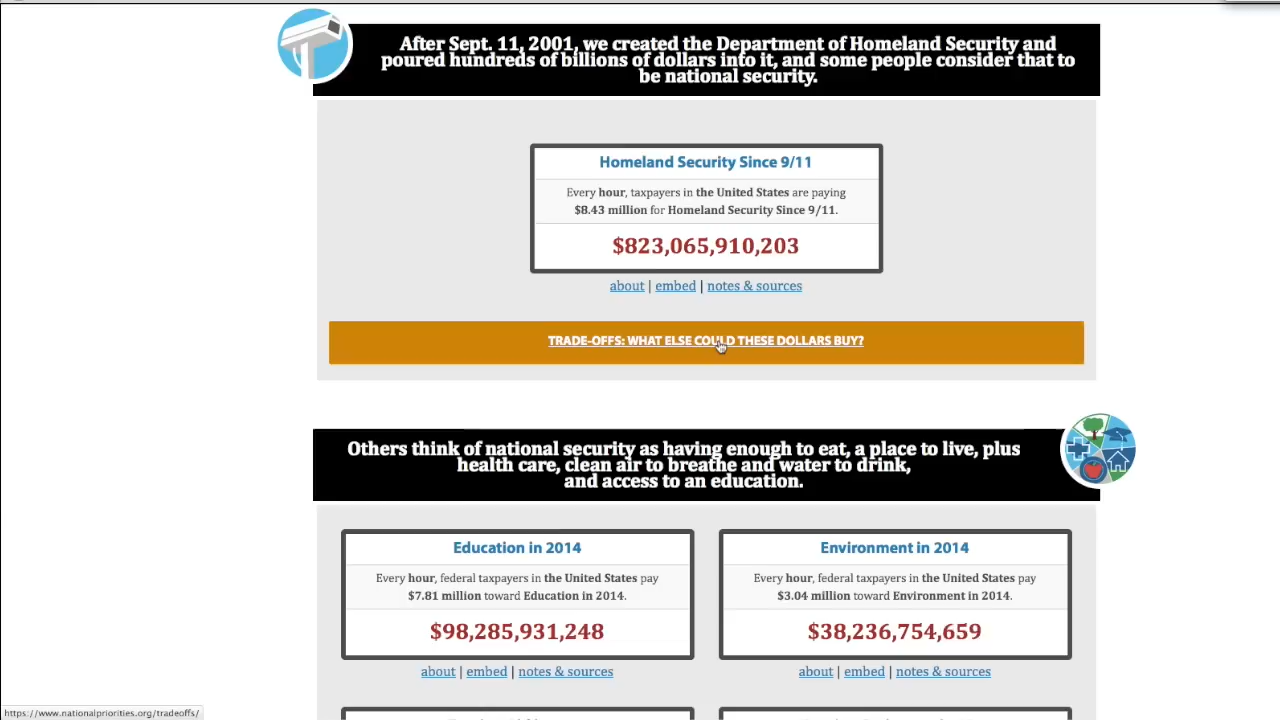 After Sept. 11, 2001, we created the Department of Homeland Security and
poured hundreds of billions of dollars into it, and some people consider that to
be national security.
Homeland Security Since 9/11
Every hour, taxpayers in the United States are paying
$8.43 million for Homeland Security Since 9/11.
$823,065,910,203
about | embed | notes & sources
TRADE-OFFS: WHAT ELSE COULD THESE DOLLARS BUY?
Others think of national security as having enough to eat, a place to live, plus
health care, clean air to breathe and water to drink,
and access to an education.
Education in 2014
Every hour, federal taxpayers in the United States pay
$7.81 million toward Education in 2014.
$98,285,931,248
about | embed | notes & sources
Environment in 2014
Every hour, federal taxpayers in the United States pay
$3.04 million toward Environment in 2014.
$38,236,754,659
about | embed | notes & sources
https://www.nationalpriorities.org/tradeoffs/